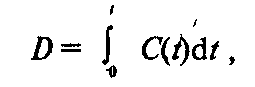 D = ∫₀ᵗ C(t)dt ,